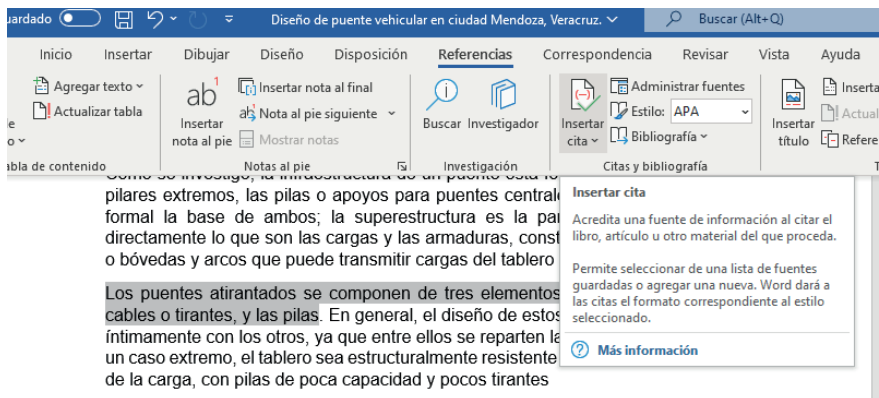 uardado
Diseño de puente vehicular en ciudad Mendoza, Veracruz.
Buscar (Alt+Q)
Inicio Insertar Dibujar Diseño Disposición Referencias Correspondencia Revisar Vista Ayuda
Agregar texto
Actualizar tabla
abla de contenido
ab1
Insertar
nota al pie
Insertar nota al final
Nota al pie siguiente
Mostrar notas
Notas al pie
Buscar Investigador
Investigación
Insertar
cita
Administrar fuentes
Estilo: APA
Bibliografía
Citas y bibliografía
Insertar
título
Inserta
Actual
Refere
pilares extremos, las pilas o apoyos para puentes central
formal la base de ambos; la superestructura es la par
directamente lo que son las cargas y las armaduras, const
o bóvedas y arcos que puede transmitir cargas del tablero
Los puentes atirantados se componen de tres elementos
cables o tirantes, y las pilas. En general, el diseño de estos
íntimamente con los otros, ya que entre ellos se reparten la
un caso extremo, el tablero sea estructuralmente resistente
de la carga, con pilas de poca capacidad y pocos tirantes
Insertar cita
Acredita una fuente de información al citar el
libro, artículo u otro material del que proceda.
Permite seleccionar de una lista de fuentes
guardadas o agregar una nueva. Word dará a
las citas el formato correspondiente al estilo
seleccionado.
Más información